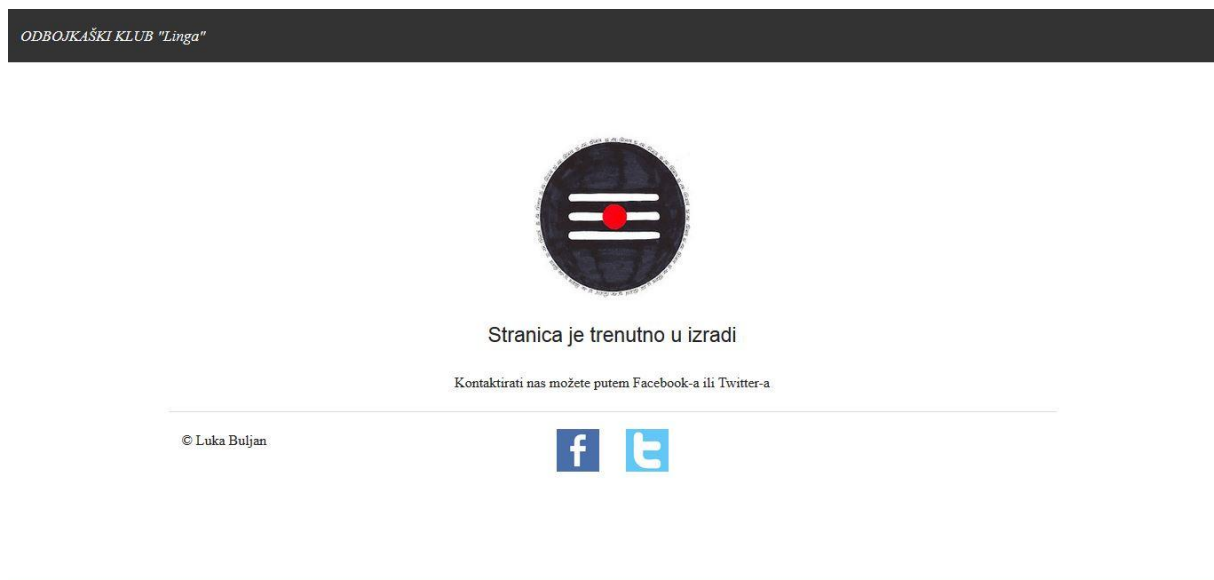 ODBOJKAŠKI KLUB "Linga"
Stranica je trenutno u izradi
Kontaktirati nas možete putem Facebook-a ili Twitter-a
© Luka Buljan